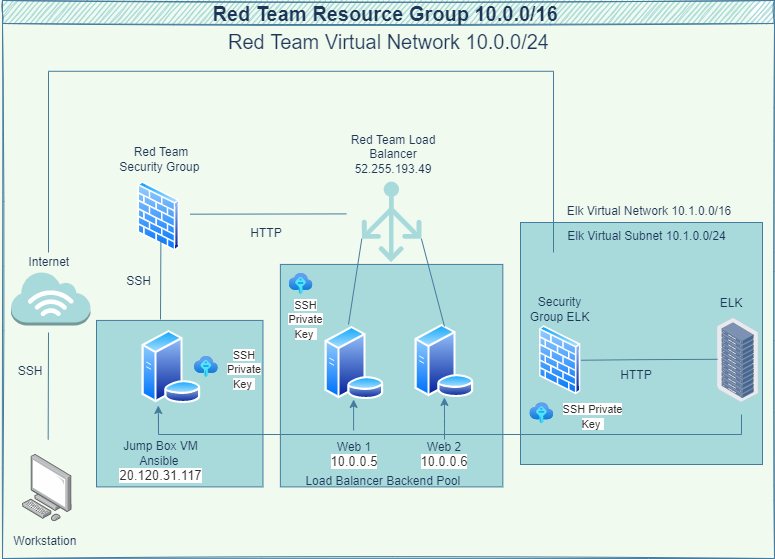 Red Team Resource Group 10.0.0/16
Red Team Virtual Network 10.0.0/24
Red Team Load
Balancer
52.255.193.49
Red Team
Security Group
HTTP
Elk Virtual Network 10.1.0.0/16
Elk Virtual Subnet 10.1.0.0/24
Internet
SSH
SSH
SSH
Private
Key
Security
Group ELK
ELK
SSH
Private
Key
HTTP
SSH Private
Key
Jump Box VM
Ansible
20.120.31.117
Web 1
10.0.0.5
Web 2
10.0.0.6
Load Balancer Backend Pool
Workstation